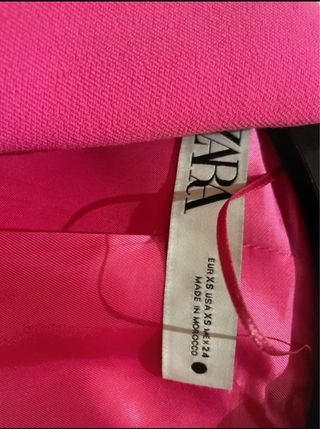 ZARA
EUR XS USA XS MEX 24
MADE IN MOROCCO